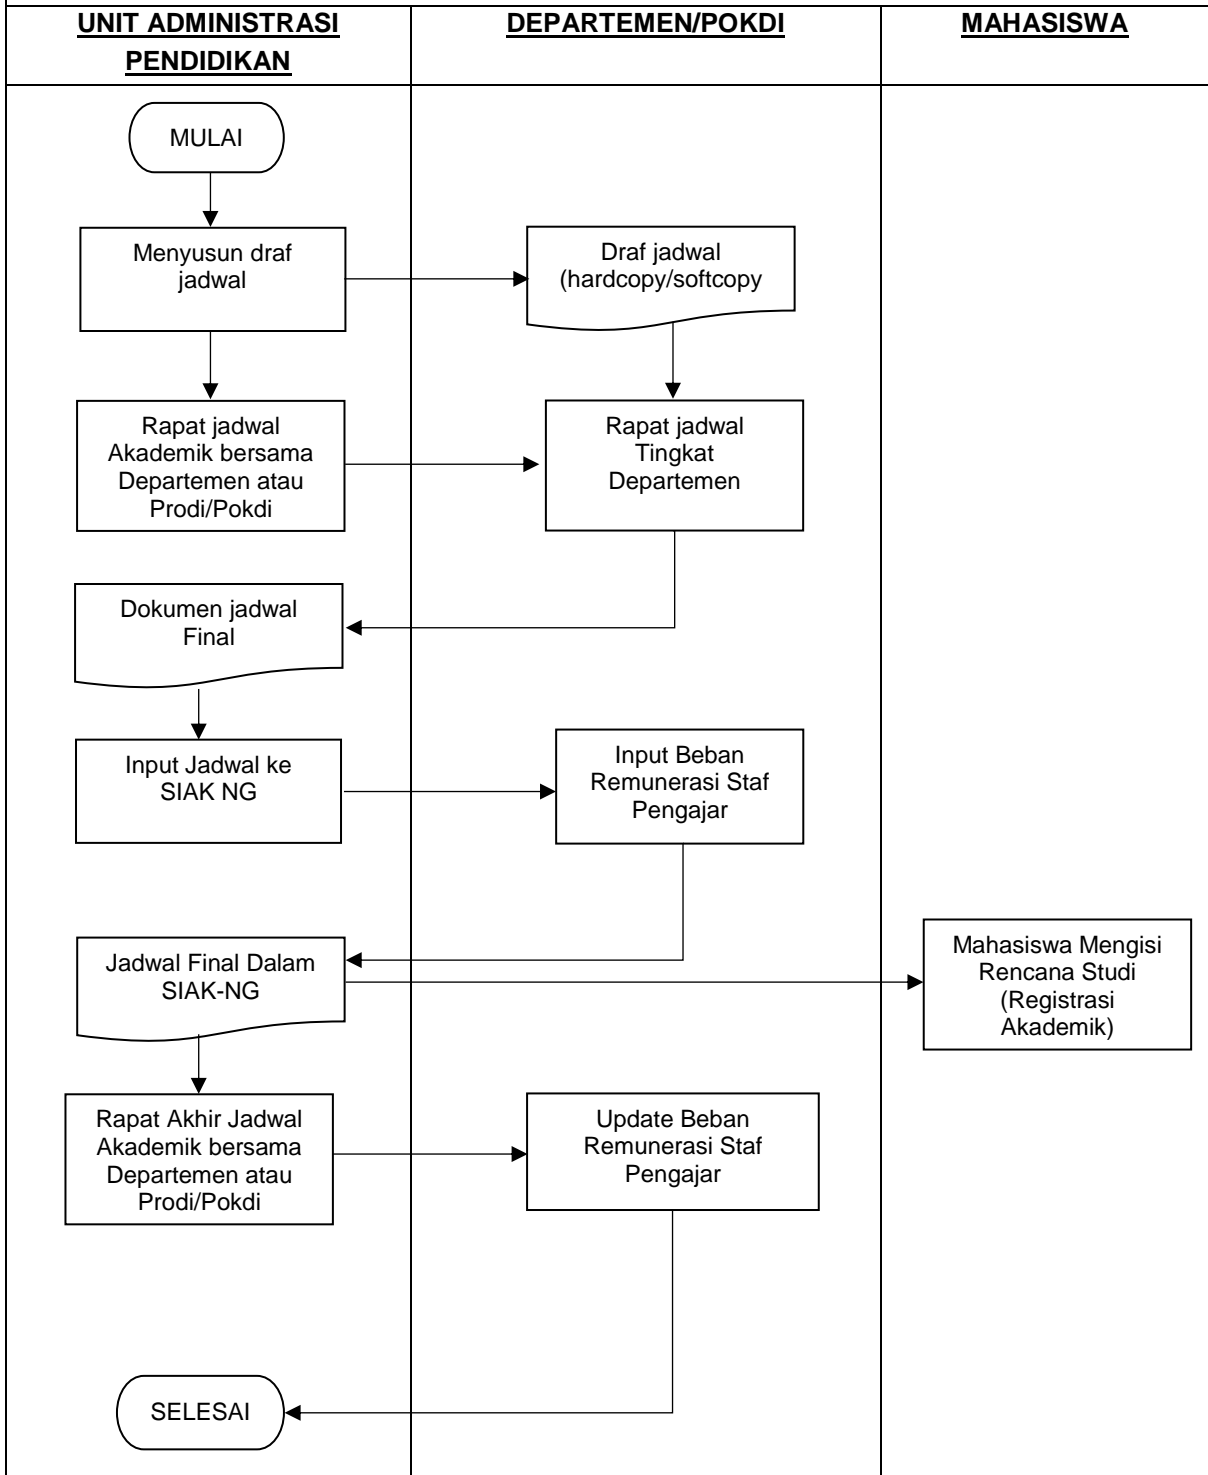 UNIT ADMINISTRASI
PENDIDIKAN
DEPARTEMEN/POKDI
MAHASISWA
MULAI
Menyusun draf
jadwal
Draf jadwal
(hardcopy/softcopy
Rapat jadwal
Akademik bersama
Departemen atau
Prodi/Pokdi
Rapat jadwal
Tingkat
Departemen
Dokumen jadwal
Final
Input Jadwal ke
SIAK NG
Input Beban
Remunerasi Staf
Pengajar
Jadwal Final Dalam
SIAK-NG
Mahasiswa Mengisi
Rencana Studi
(Registrasi
Akademik)
Rapat Akhir Jadwal
Akademik bersama
Departemen atau
Prodi/Pokdi
Update Beban
Remunerasi Staf
Pengajar
SELESAI